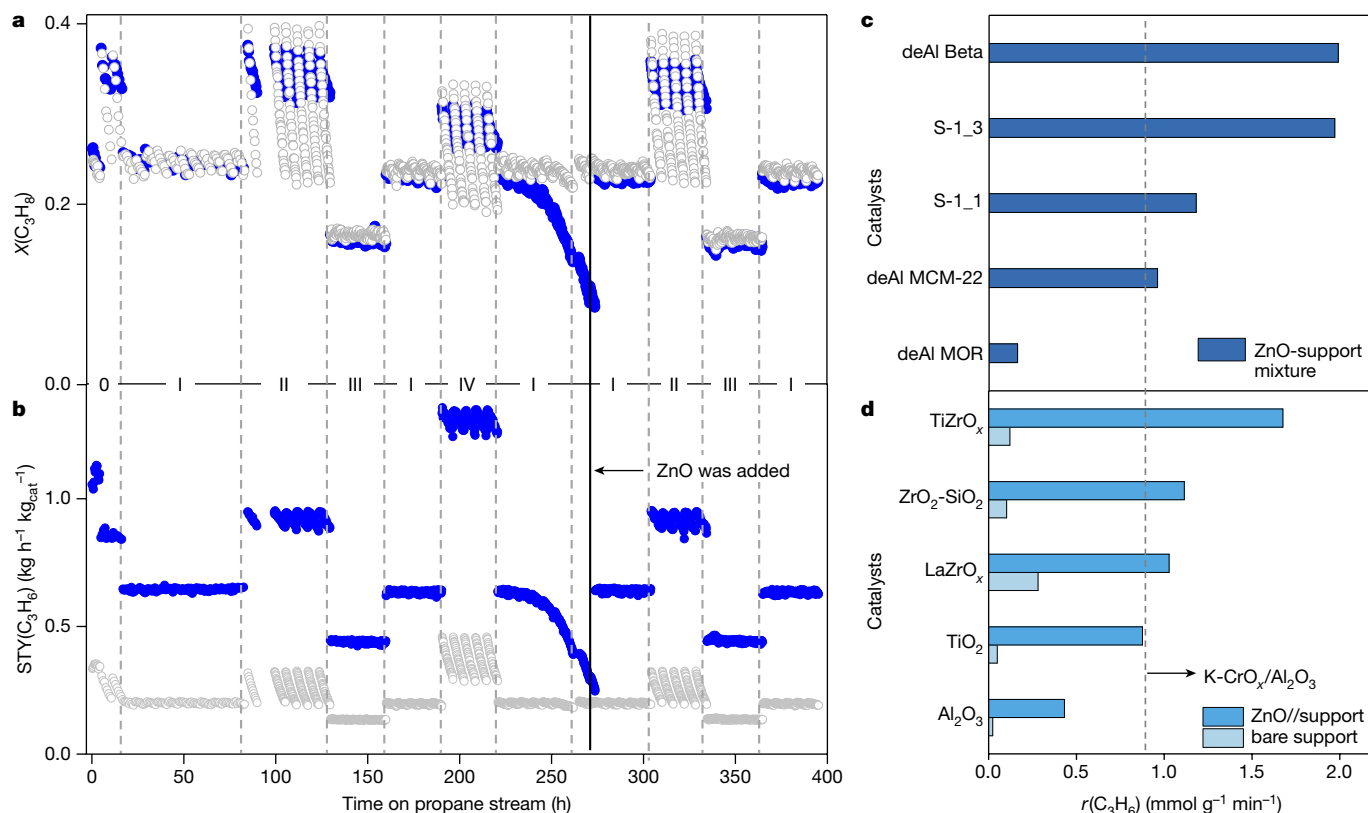 a
0.4
0.2
0.0
X(C₃H₈)
0 I II III I IV I I II III I
b
1.0
0.5
0.0
STY(C₃H₆) (kg h⁻¹ kg_cat⁻¹)
ZnO was added
0 50 100 150 200 250 300 350 400
Time on propane stream (h)
c
Catalysts
deAl Beta
S-1_3
S-1_1
deAl MCM-22
deAl MOR
ZnO-support
mixture
d
Catalysts
TiZrOₓ
ZrO₂-SiO₂
LaZrOₓ
TiO₂
Al₂O₃
K-CrOₓ/Al₂O₃
ZnO//support
bare support
0.0 0.5 1.0 1.5 2.0
r(C₃H₆) (mmol g⁻¹ min⁻¹)